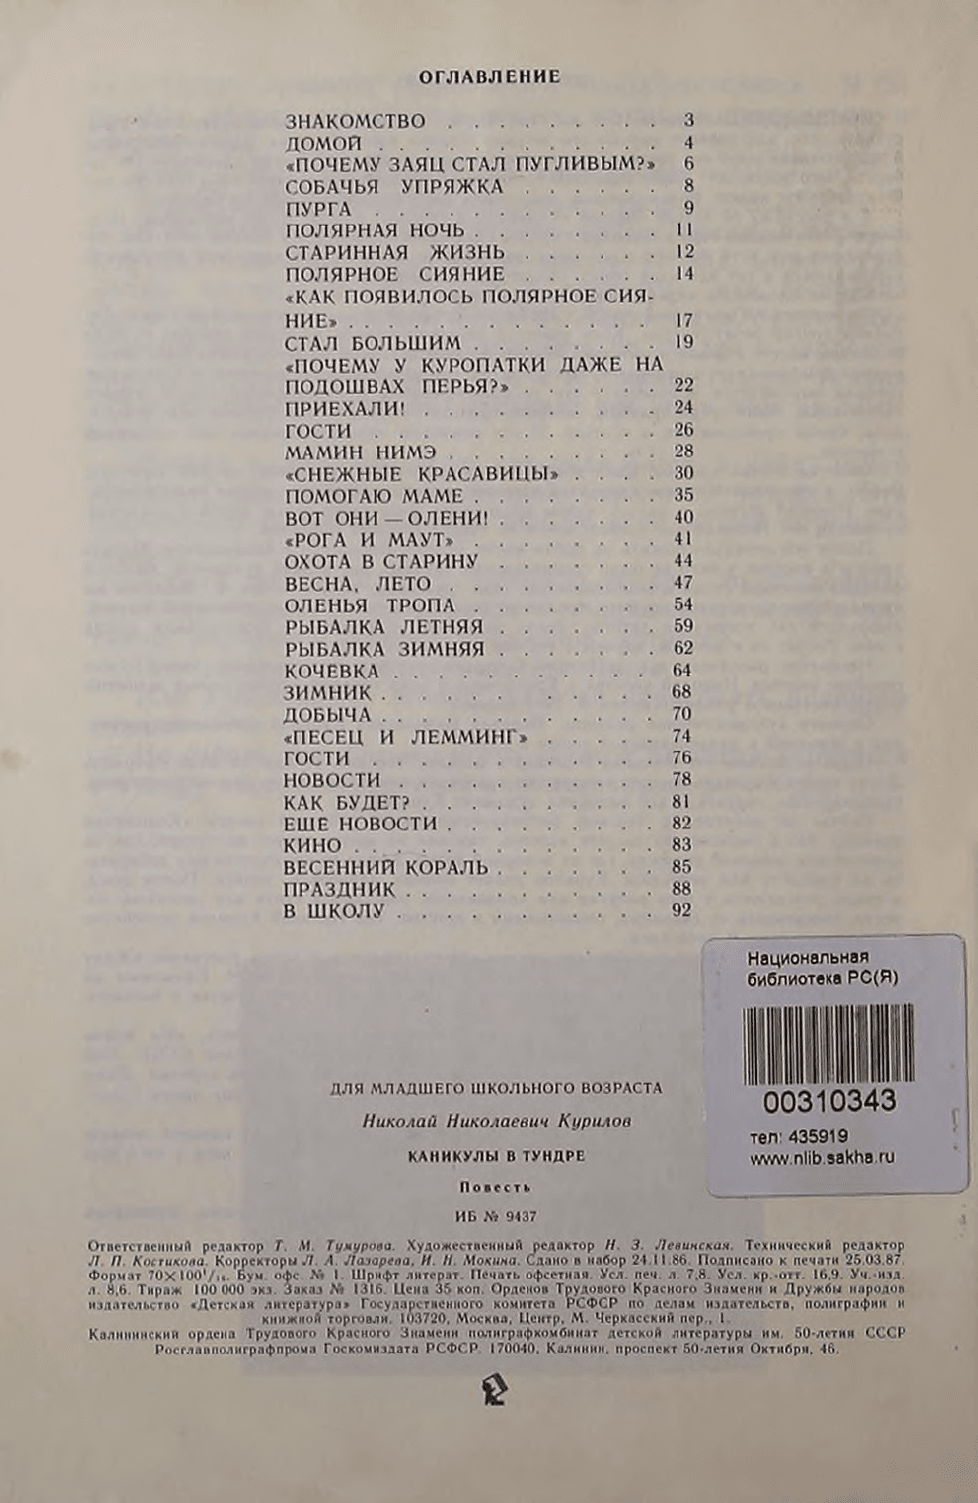 ОГЛАВЛЕНИЕ
ЗНАКОМСТВО . . . . . . . . . 3
ДОМОЙ . . . . . . . . . . . . 4
«ПОЧЕМУ ЗАЯЦ СТАЛ ПУГЛИВЫМ?» 6
СОБАЧЬЯ УПРЯЖКА . . . . . . 8
ПУРГА . . . . . . . . . . . . . 9
ПОЛЯРНАЯ НОЧЬ . . . . . . . . 11
СТАРИННАЯ ЖИЗНЬ . . . . . . 12
ПОЛЯРНОЕ СИЯНИЕ . . . . . . 14
«КАК ПОЯВИЛОСЬ ПОЛЯРНОЕ СИЯ-
НИЕ» . . . . . . . . . . . . . 17
СТАЛ БОЛЬШИМ . . . . . . . . 19
«ПОЧЕМУ У КУРОПАТКИ ДАЖЕ НА
ПОДОШВАХ ПЕРЬЯ?» . . . . . . 22
ПРИЕХАЛИ! . . . . . . . . . . 24
ГОСТИ . . . . . . . . . . . . . 26
МАМИН НИМЭ . . . . . . . . . 28
«СНЕЖНЫЕ КРАСАВИЦЫ» . . . . 30
ПОМОГАЮ МАМЕ . . . . . . . . 35
ВОТ ОНИ — ОЛЕНИ! . . . . . . . 40
«РОГА И МАУТ» . . . . . . . . 41
ОХОТА В СТАРИНУ . . . . . . . 44
ВЕСНА, ЛЕТО . . . . . . . . . 47
ОЛЕНЬЯ ТРОПА . . . . . . . . 54
РЫБАЛКА ЛЕТНЯЯ . . . . . . . 59
РЫБАЛКА ЗИМНЯЯ . . . . . . . 62
КОЧЕВКА . . . . . . . . . . . 64
ЗИМНИК . . . . . . . . . . . 68
ДОБЫЧА . . . . . . . . . . . . 70
«ПЕСЕЦ И ЛЕММИНГ» . . . . . 74
ГОСТИ . . . . . . . . . . . . . 76
НОВОСТИ . . . . . . . . . . . 78
КАК БУДЕТ? . . . . . . . . . . 81
ЕЩЕ НОВОСТИ . . . . . . . . . 82
КИНО . . . . . . . . . . . . . 83
ВЕСЕННИЙ КОРАЛЬ . . . . . . . 85
ПРАЗДНИК . . . . . . . . . . . 88
В ШКОЛУ . . . . . . . . . . . 92
Национальная
библиотека РС(Я)
00310343
тел: 435919
www.nlib.sakha.ru
ДЛЯ МЛАДШЕГО ШКОЛЬНОГО ВОЗРАСТА
Николай Николаевич Курилов
КАНИКУЛЫ В ТУНДРЕ
Повесть
ИБ № 9437
Ответственный редактор Т. М. Тумурова. Художественный редактор Н. З. Левинская. Технический редактор
Л. П. Костикова. Корректоры Л. А. Лазарева, Н. Н. Мокина. Сдано в набор 24.11.86. Подписано к печати 25.03.87.
Формат 70×100¹/₁₆. Бум. офс. № 1. Шрифт литерат. Печать офсетная. Усл. печ. л. 7,8. Усл. кр.-отт. 16,9. Уч.-изд.
л. 8,6. Тираж 100 000 экз. Заказ № 1316. Цена 35 коп. Орденов Трудового Красного Знамени и Дружбы народов
издательство «Детская литература» Государственного комитета РСФСР по делам издательств, полиграфии и
книжной торговли. 103720, Москва, Центр, М. Черкасский пер., 1.
Калининский ордена Трудового Красного Знамени полиграфкомбинат детской литературы им. 50-летия СССР
Росглавполиграфпрома Госкомиздата РСФСР. 170040, Калинин, проспект 50-летия Октября, 46.